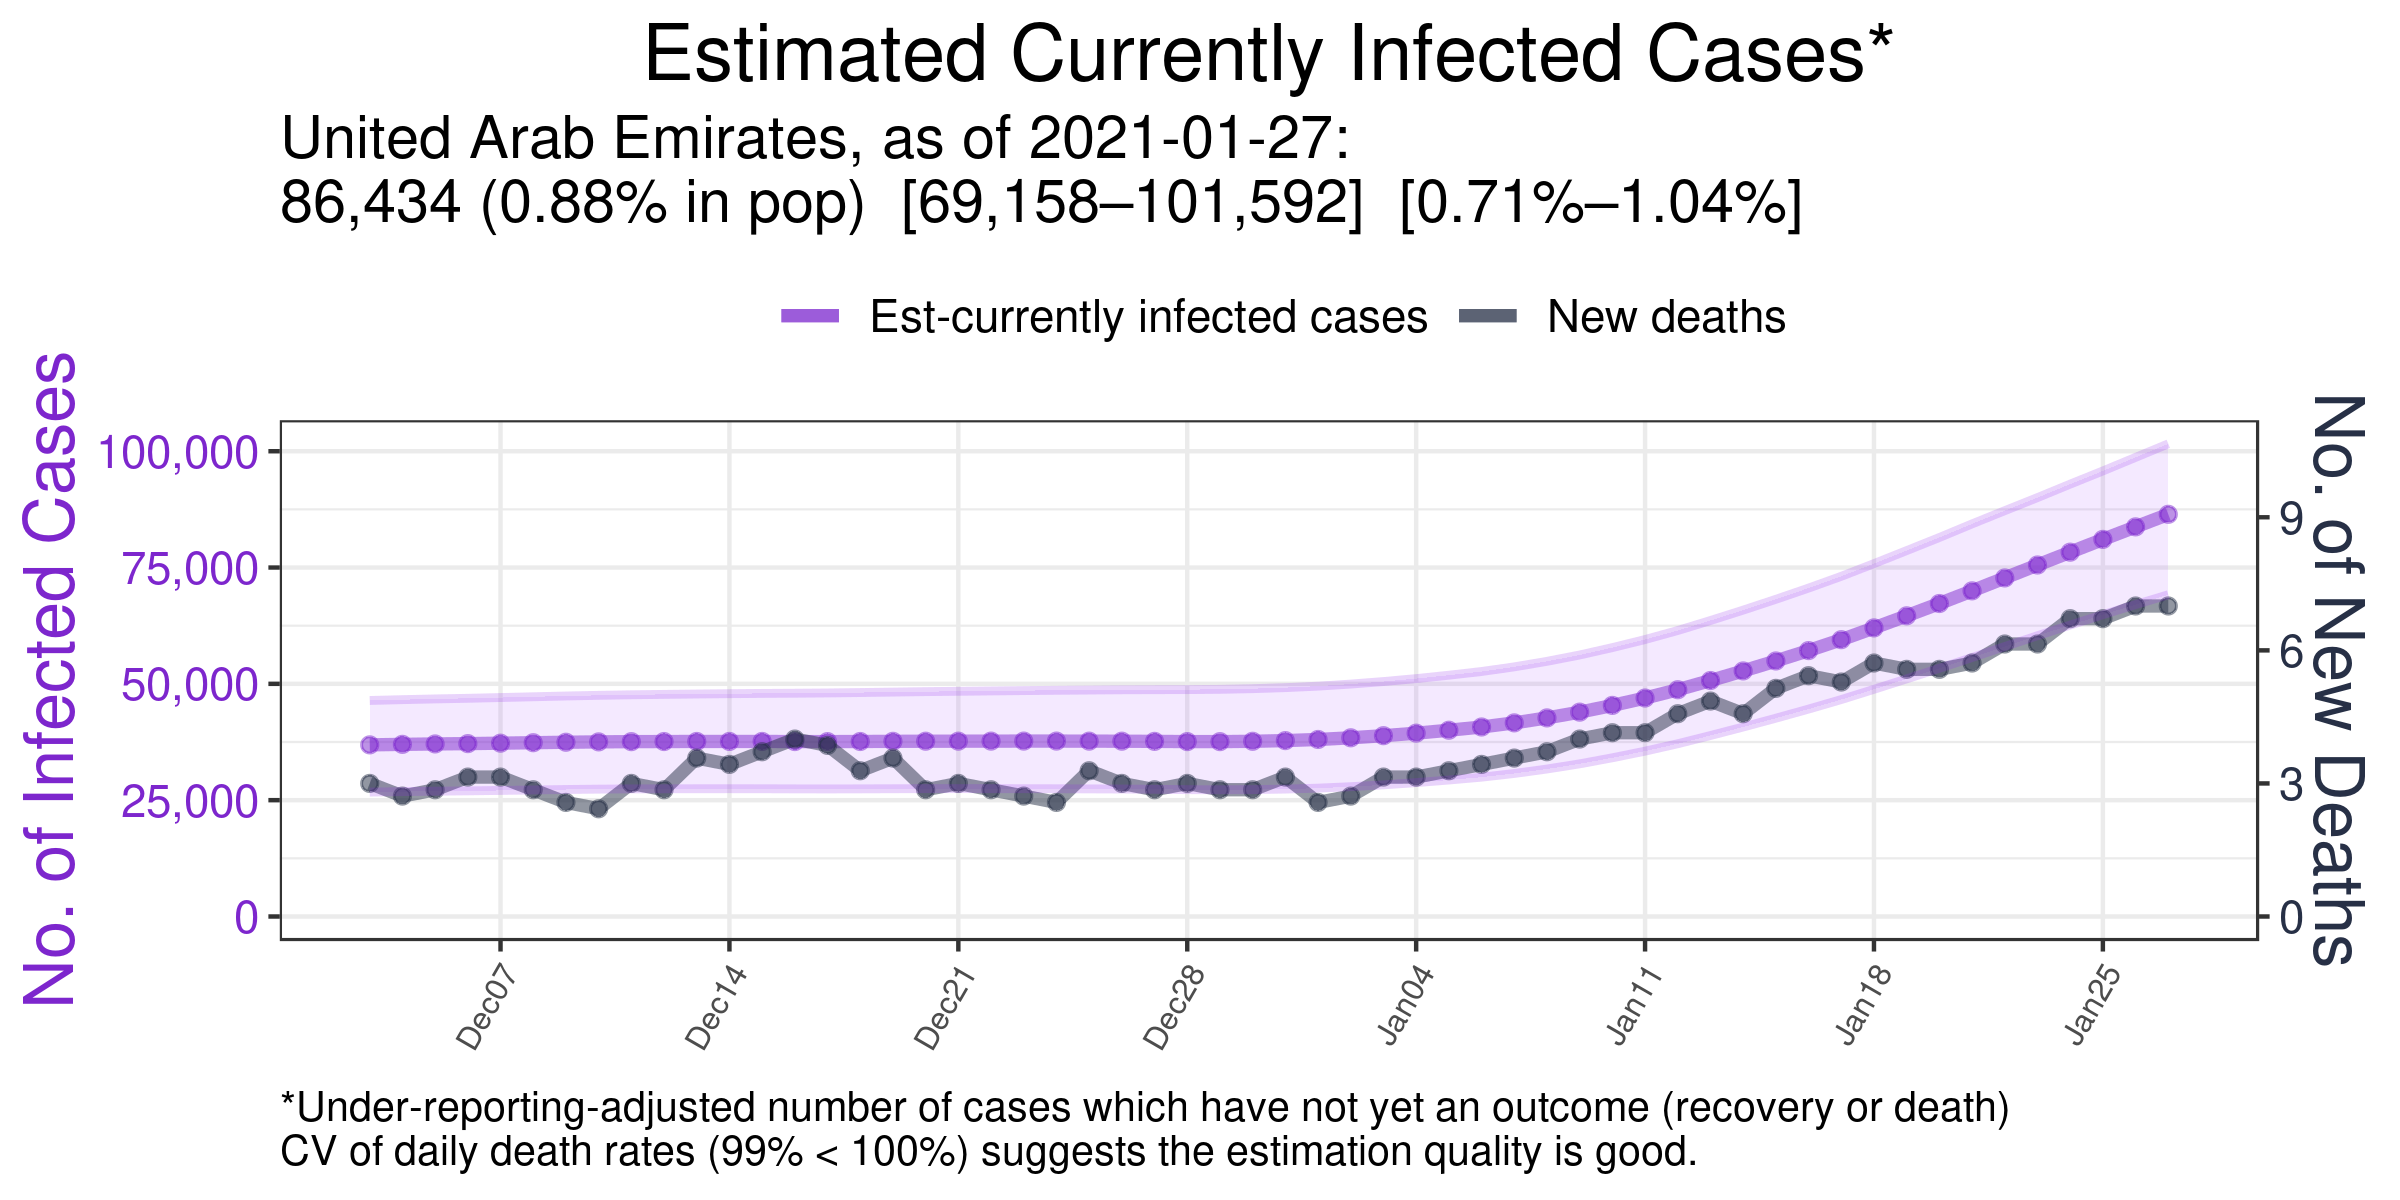 Estimated Currently Infected Cases*
United Arab Emirates, as of 2021-01-27:
86,434 (0.88% in pop) [69,158–101,592] [0.71%–1.04%]
Est-currently infected cases New deaths
No. of Infected Cases
100,000
75,000
50,000
25,000
0
No. of New Deaths
9
6
3
0
Dec07 Dec14 Dec21 Dec28 Jan04 Jan11 Jan18 Jan25
*Under-reporting-adjusted number of cases which have not yet an outcome (recovery or death)
CV of daily death rates (99% < 100%) suggests the estimation quality is good.